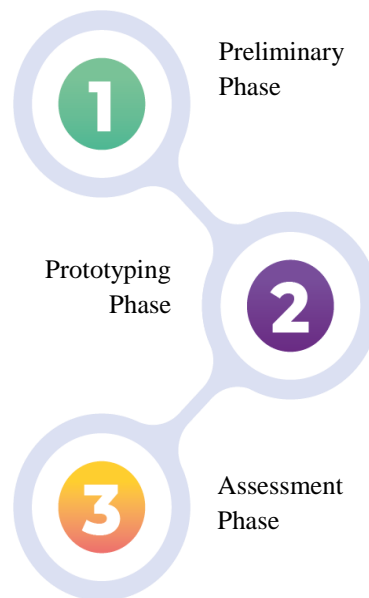 1
Preliminary
Phase
Prototyping
Phase
2
3
Assessment
Phase